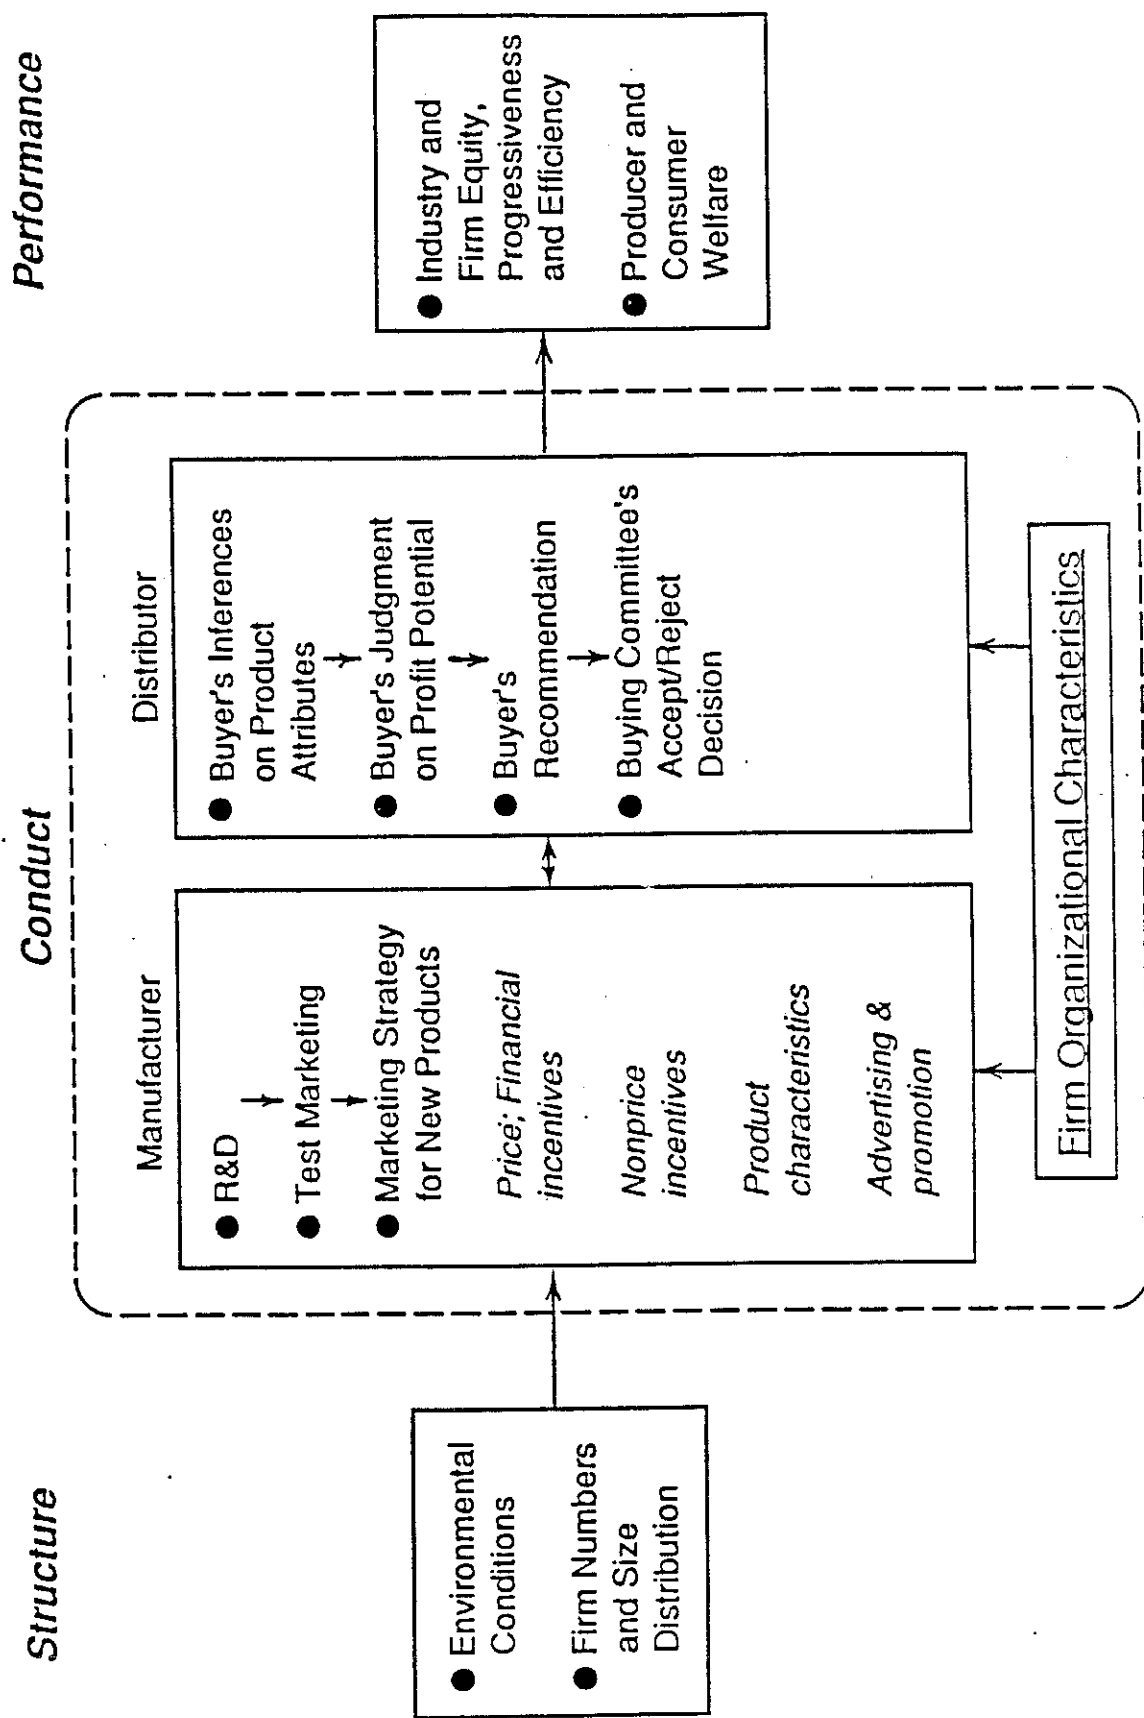 Structure
Conduct
Performance
● Environmental
Conditions
● Firm Numbers
and Size
Distribution
Manufacturer
● R&D
● Test Marketing
● Marketing Strategy
for New Products
Price; Financial
incentives
Nonprice
incentives
Product
characteristics
Advertising &
promotion
Distributor
● Buyer's Inferences
on Product
Attributes
● Buyer's Judgment
on Profit Potential
● Buyer's
Recommendation
● Buying Committee's
Accept/Reject
Decision
Firm Organizational Characteristics
● Industry and
Firm Equity,
Progressiveness
and Efficiency
● Producer and
Consumer
Welfare